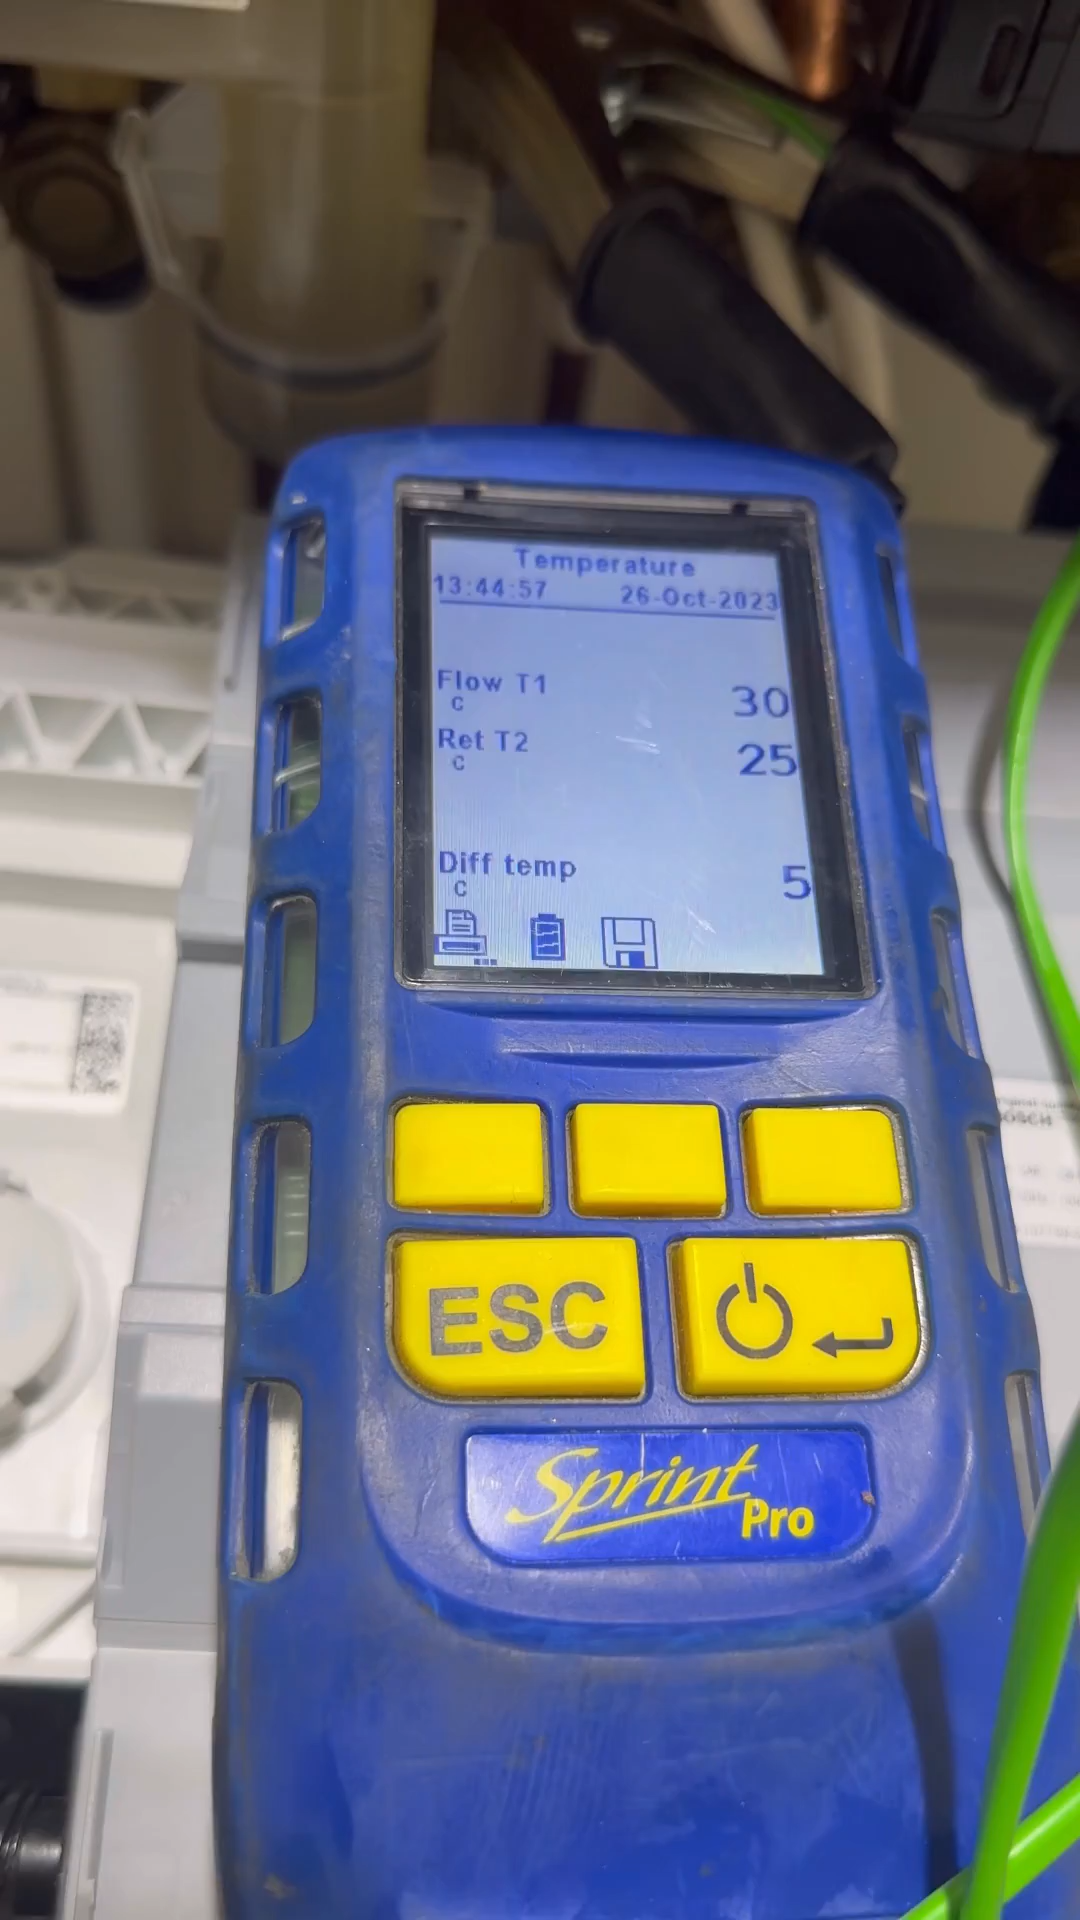 Temperature
13:44:57 26-Oct-2023
Flow T1 30
C
Ret T2 25
C
Diff temp 5
C
ESC
Sprint
Pro
BOSCH